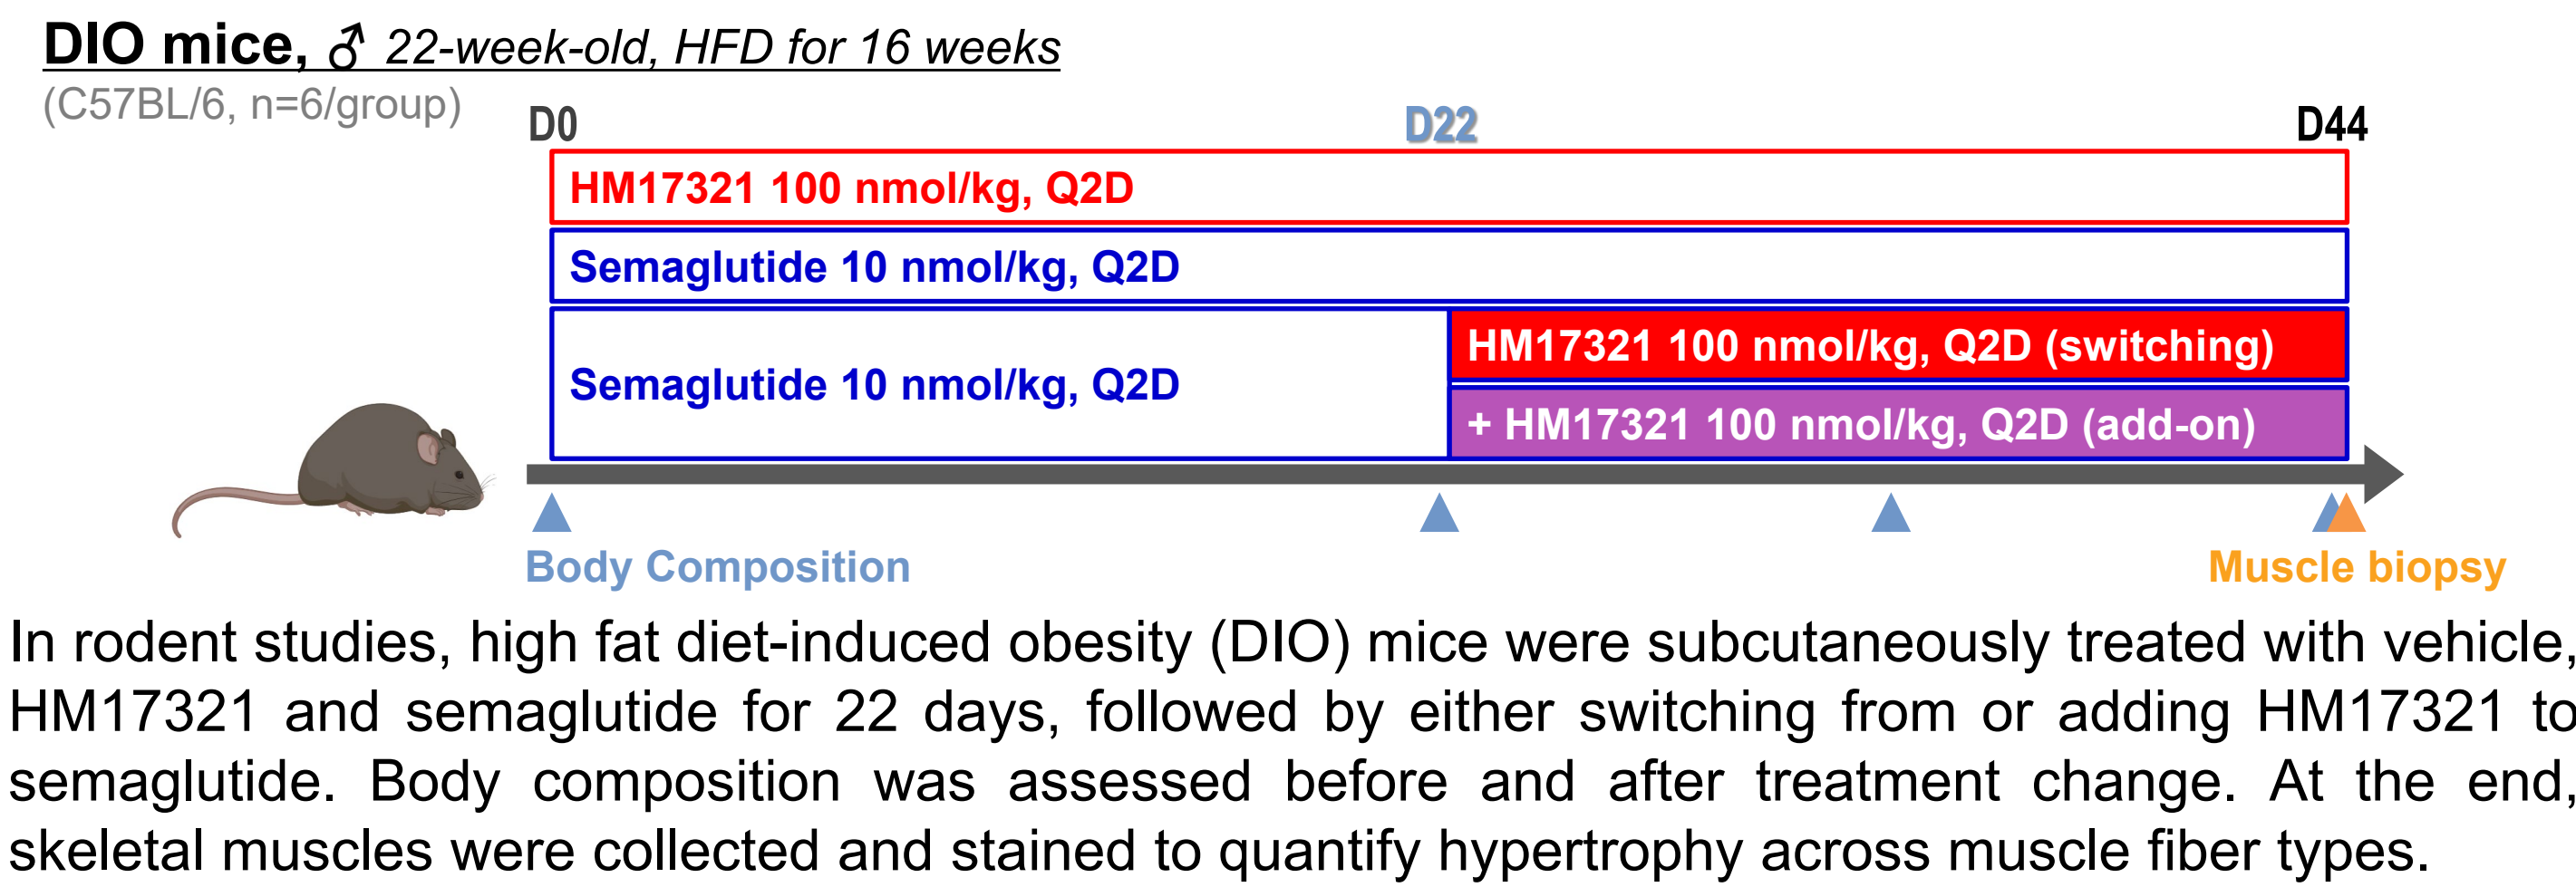 DIO mice, ♂ 22-week-old, HFD for 16 weeks
(C57BL/6, n=6/group)
D0 D22 D44
HM17321 100 nmol/kg, Q2D
Semaglutide 10 nmol/kg, Q2D
Semaglutide 10 nmol/kg, Q2D
HM17321 100 nmol/kg, Q2D (switching)
+ HM17321 100 nmol/kg, Q2D (add-on)
Body Composition
Muscle biopsy
In rodent studies, high fat diet-induced obesity (DIO) mice were subcutaneously treated with vehicle,
HM17321 and semaglutide for 22 days, followed by either switching from or adding HM17321 to
semaglutide. Body composition was assessed before and after treatment change. At the end,
skeletal muscles were collected and stained to quantify hypertrophy across muscle fiber types.